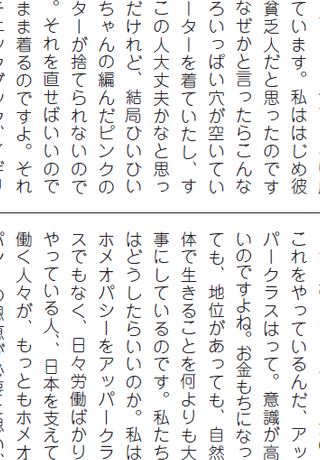 ています。私ははじめ彼
貧乏人だと思ったのです
なぜかと言ったらこんな
ろいっぱい穴が空いてい
ーターを着ていたし、す
この人大丈夫かなと思っ
だけれど、結局ひいひい
ちゃんの編んだピンクの
ターが捨てられないので
。それを直せばいいので
まま着るのですよ。それ
これをやっているんだ、アッ
パークラスはって。意識が高
いのですよね。お金もちになっ
ても、地位があっても、自然
体で生きることを何よりも大
事にしているのです。私たち
はどうしたらいいのか。私は
ホメオパシーをアッパークラ
スでもなく、日々労働ばかり
やっている人、、日本を支えて
働く人々が、もっともホメオ